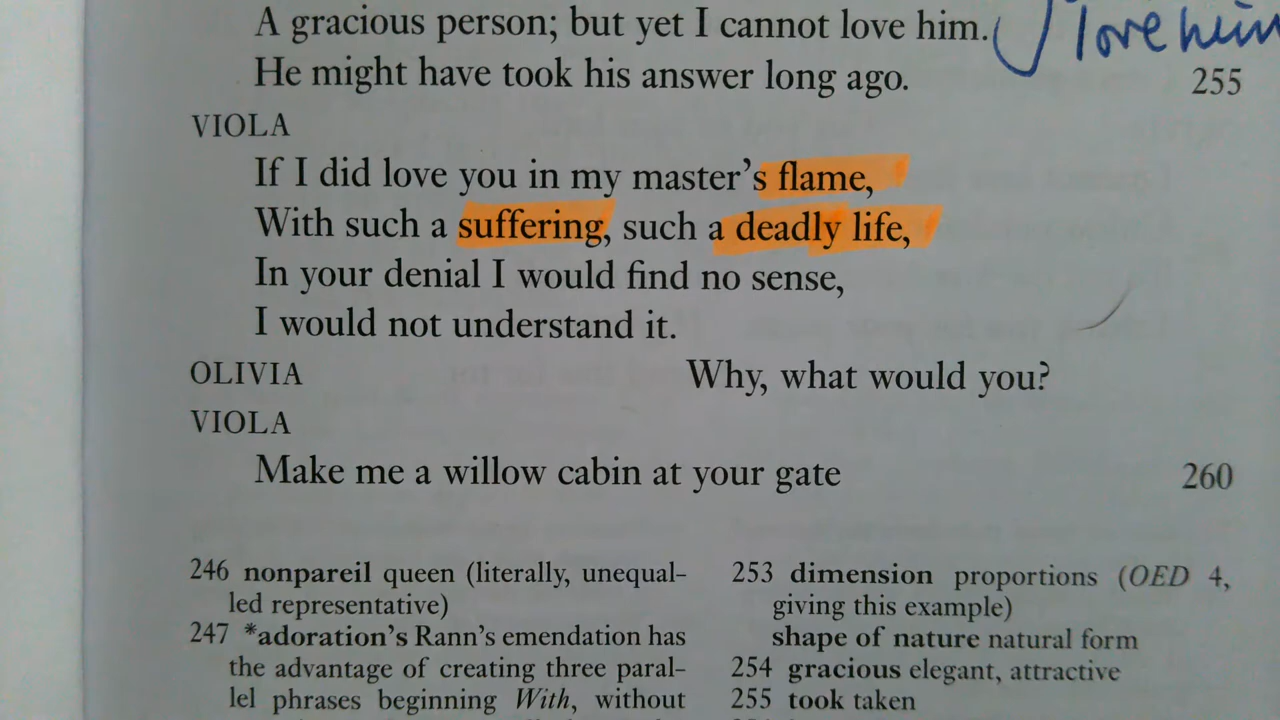 A gracious person; but yet I cannot love him. love him
He might have took his answer long ago. 255
VIOLA
If I did love you in my master's flame,
With such a suffering, such a deadly life,
In your denial I would find no sense,
I would not understand it.
OLIVIA Why, what would you?
VIOLA
Make me a willow cabin at your gate 260
246 nonpareil queen (literally, unequal-
led representative)
247 *adoration's Rann's emendation has
the advantage of creating three paral-
lel phrases beginning With, without
253 dimension proportions (OED 4,
giving this example)
shape of nature natural form
254 gracious elegant, attractive
255 took taken